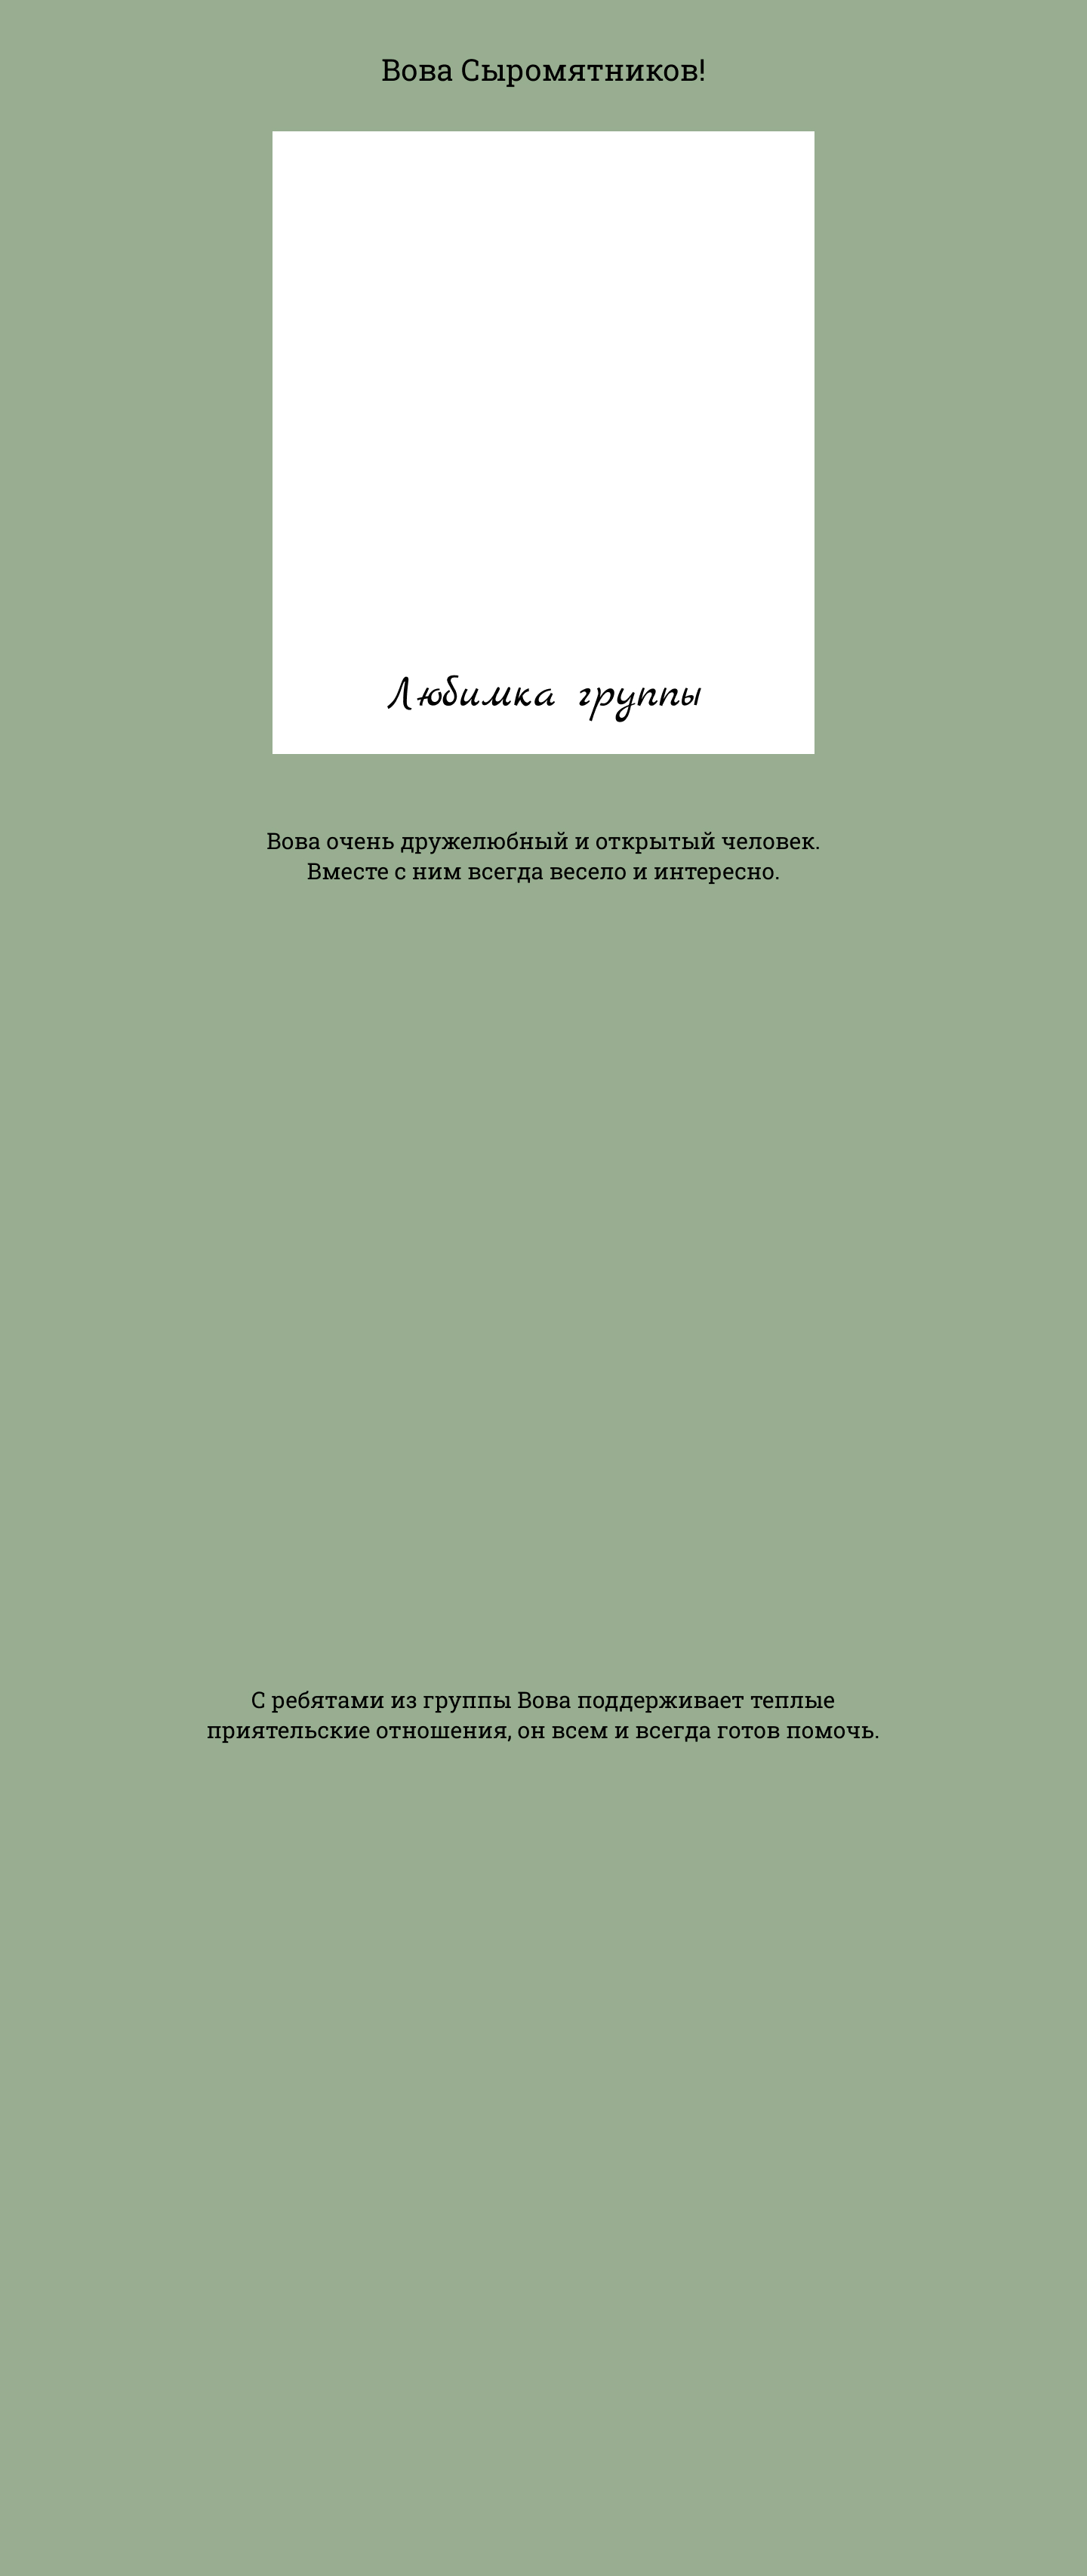 Вова Сыромятников!
Любимка группы
Вова очень дружелюбный и открытый человек.
Вместе с ним всегда весело и интересно.
С ребятами из группы Вова поддерживает теплые
приятельские отношения, он всем и всегда готов помочь.